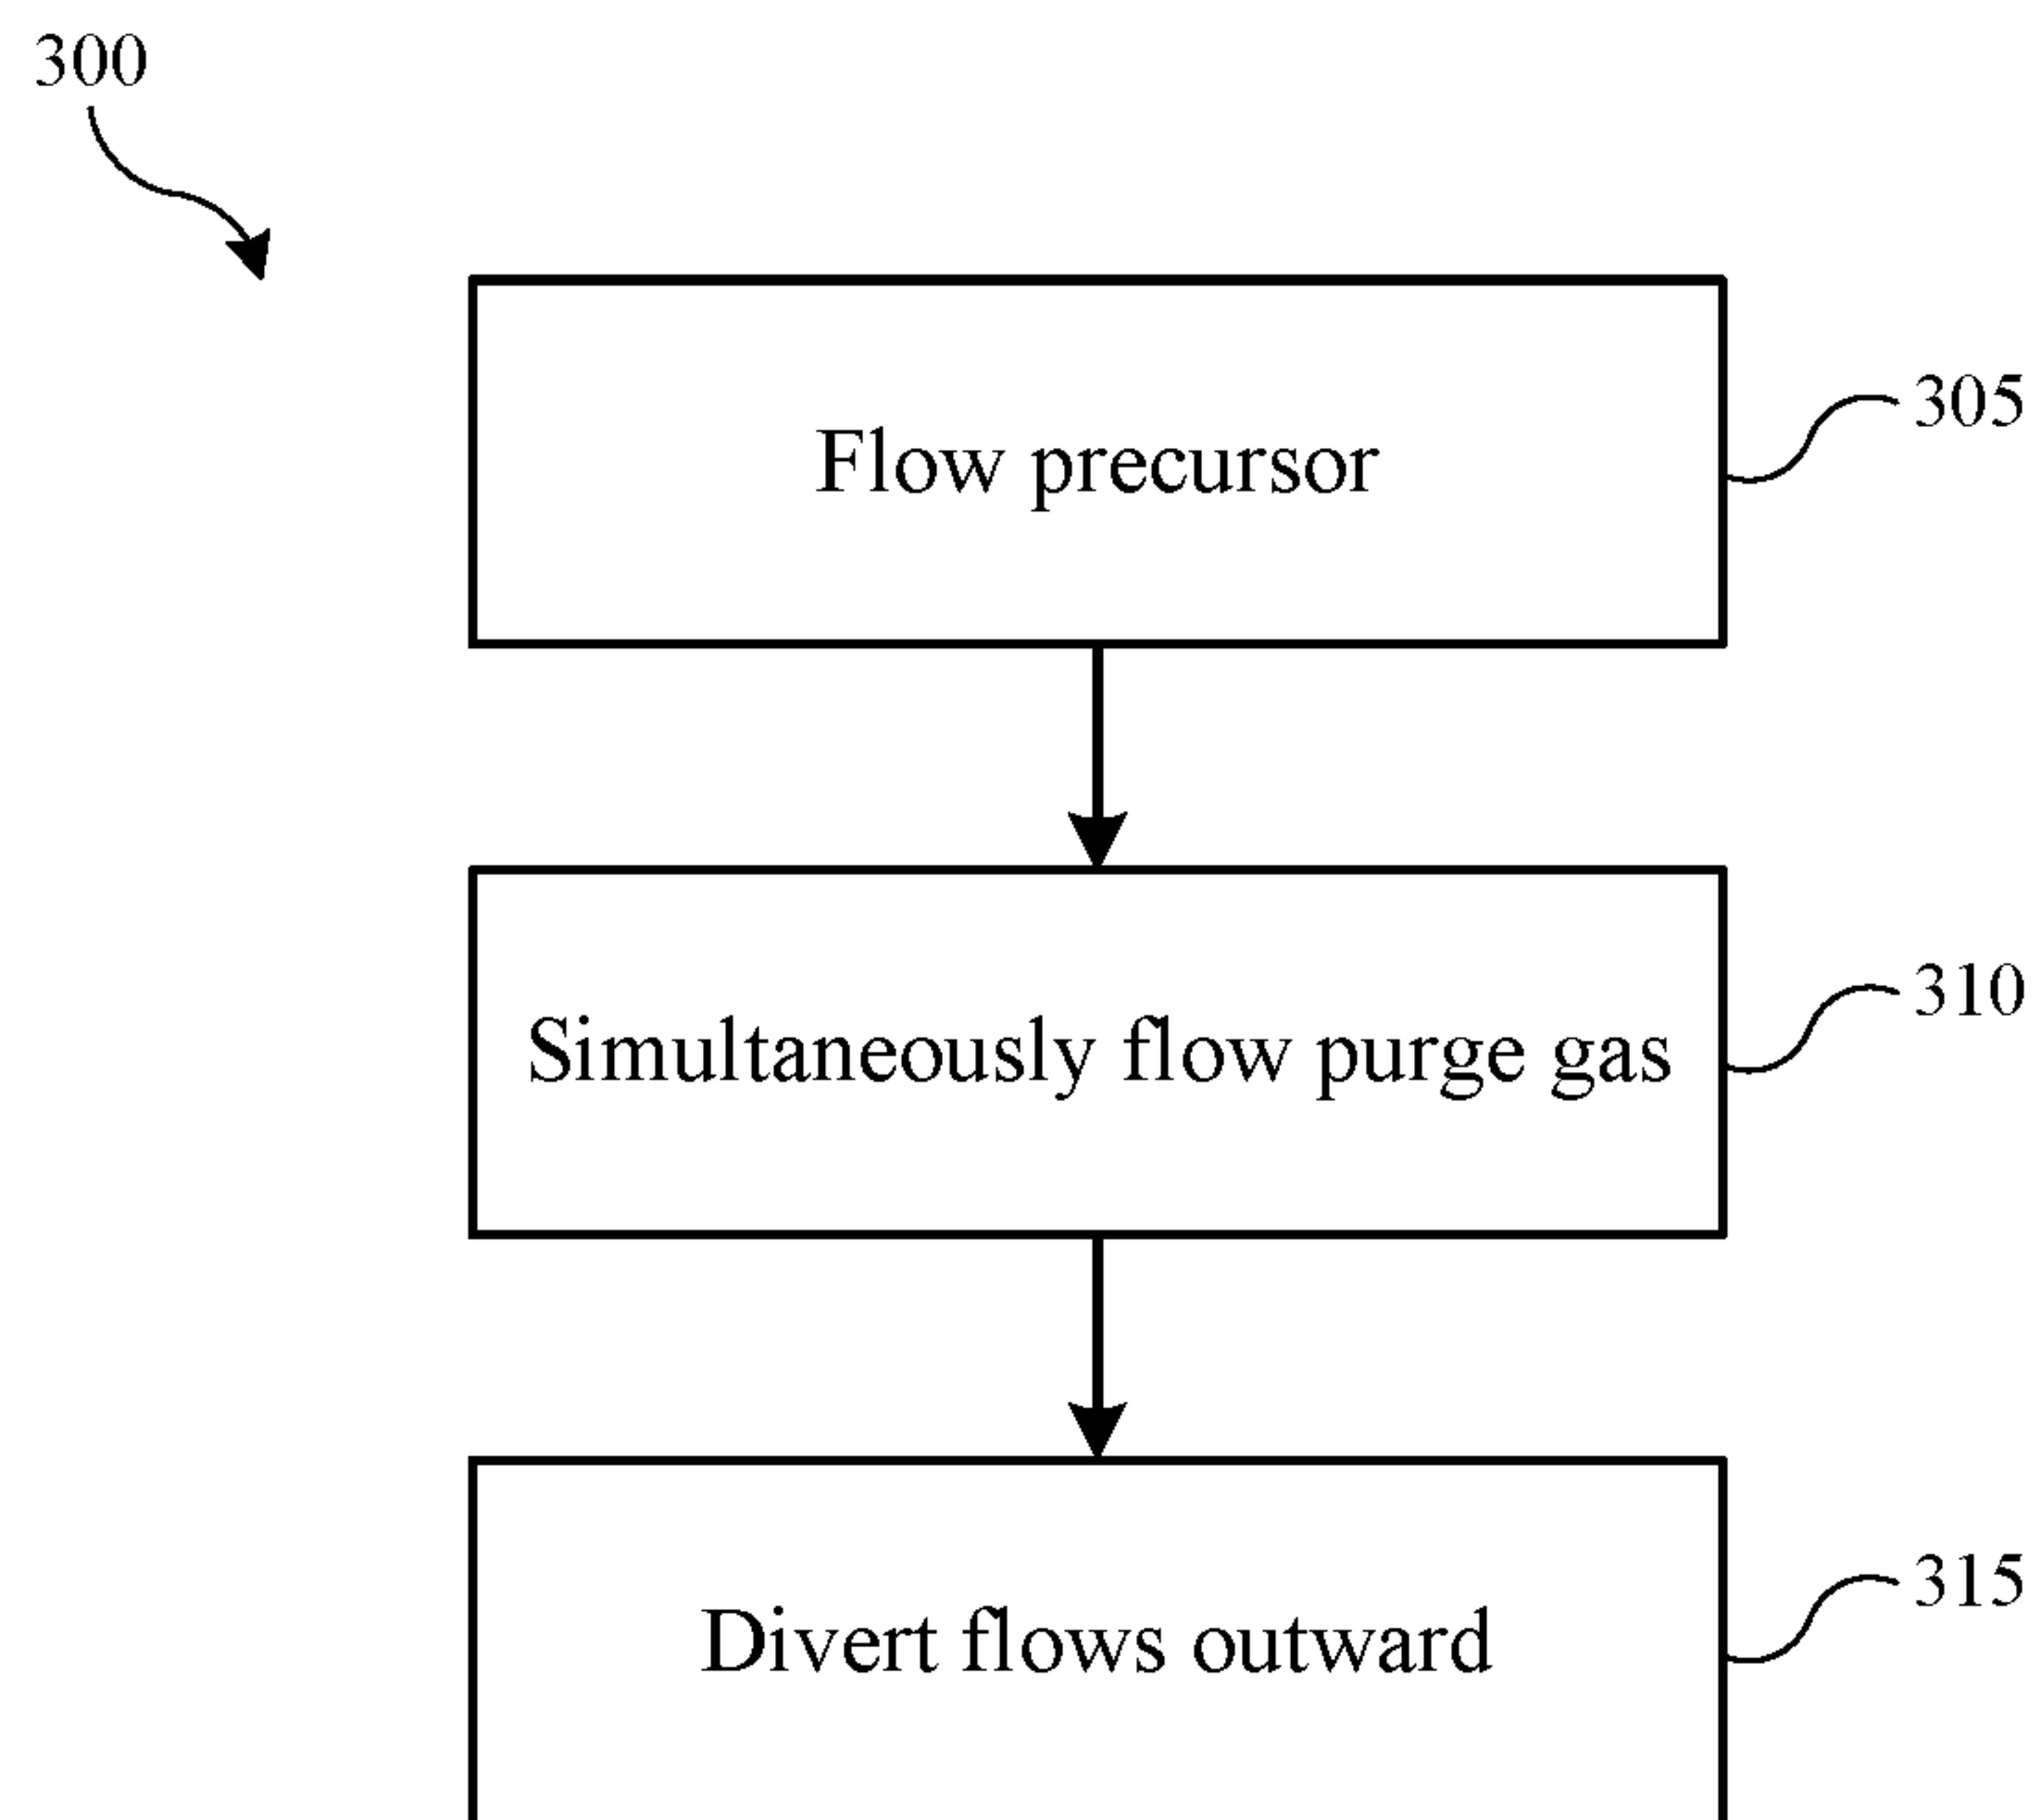 300
Flow precursor
305
Simultaneously flow purge gas
310
Divert flows outward
315